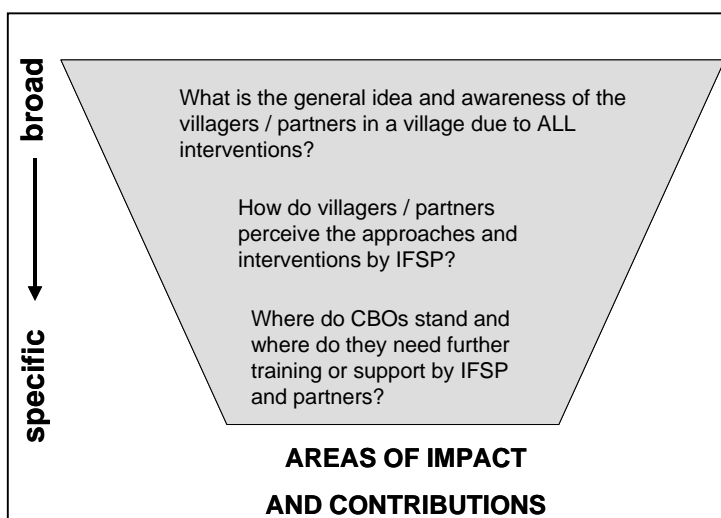 broad
What is the general idea and awareness of the
villagers / partners in a village due to ALL
interventions?
How do villagers / partners
perceive the approaches and
interventions by IFSP?
Where do CBOs stand and
where do they need further
training or support by IFSP
and partners?
specific
AREAS OF IMPACT
AND CONTRIBUTIONS